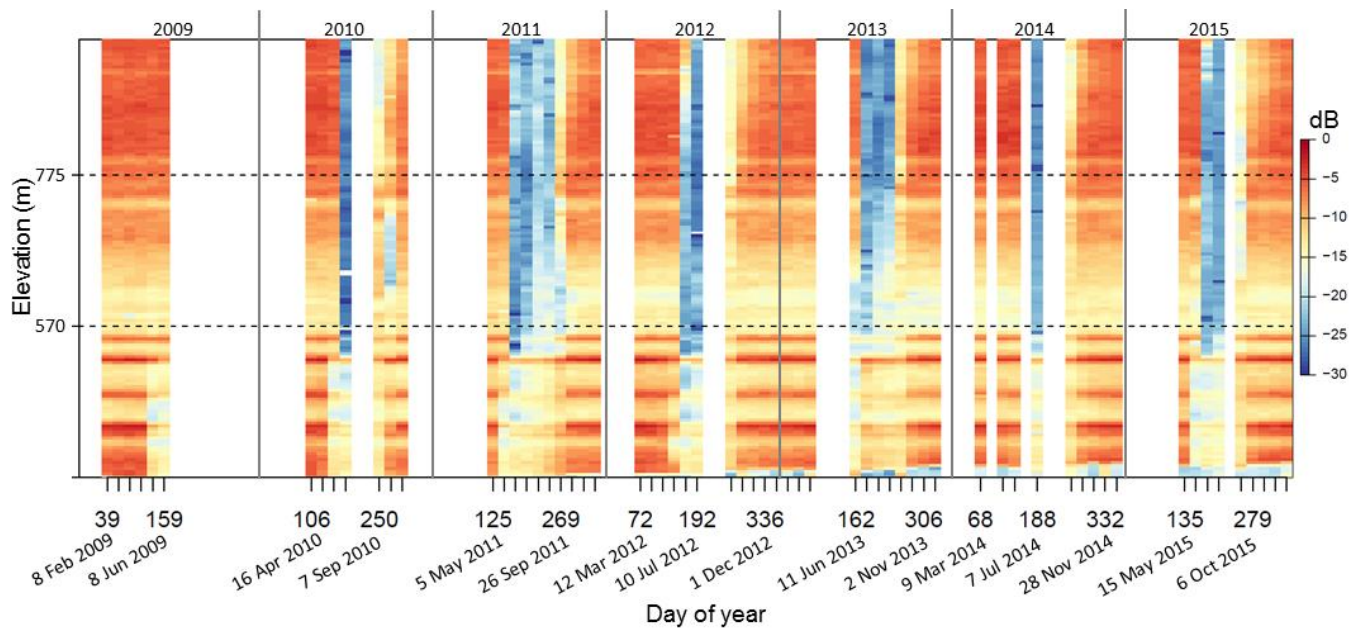 2009 2010 2011 2012 2013 2014 2015
dB
0
−5
−10
−15
−20
−25
−30
775
570
Elevation (m)
39 159 106 250 125 269 72 192 336 162 306 68 188 332 135 279
8 Feb 2009 8 Jun 2009 16 Apr 2010 7 Sep 2010 5 May 2011 26 Sep 2011 12 Mar 2012 10 Jul 2012 1 Dec 2012 11 Jun 2013 2 Nov 2013 9 Mar 2014 7 Jul 2014 28 Nov 2014 15 May 2015 6 Oct 2015
Day of year